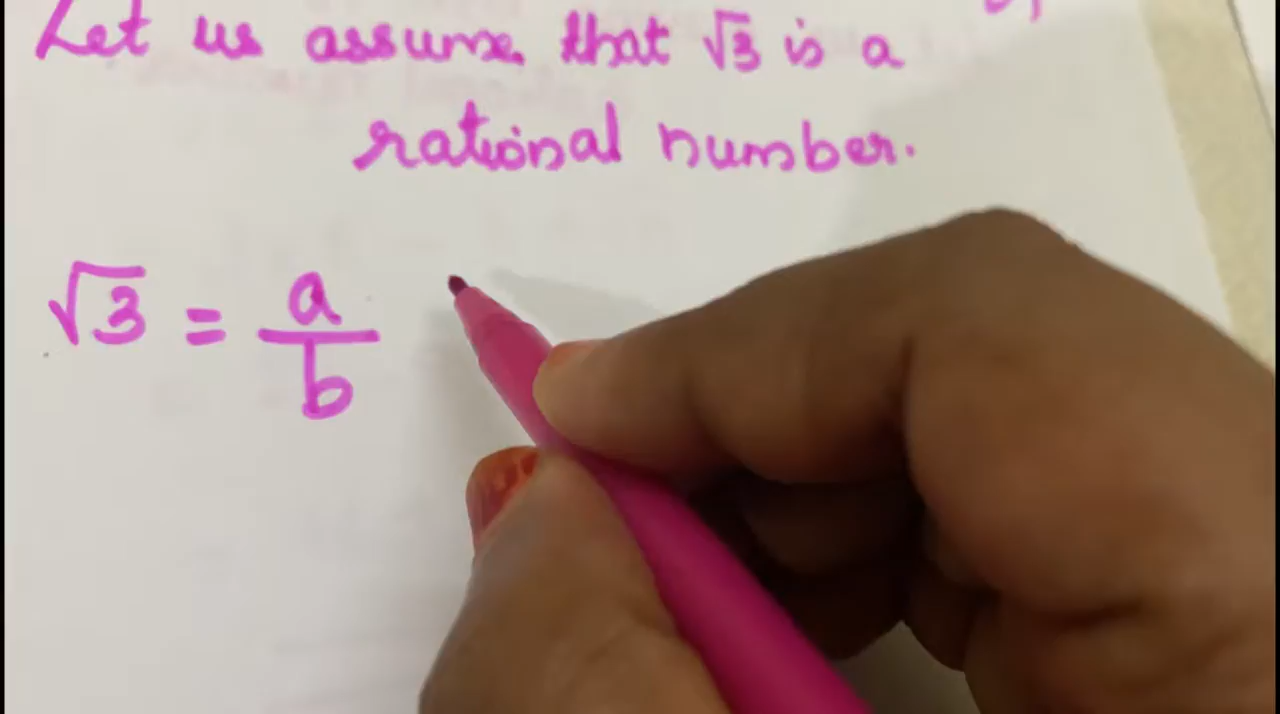 Let us assume that √3 is a
rational number.
√3 = a/b